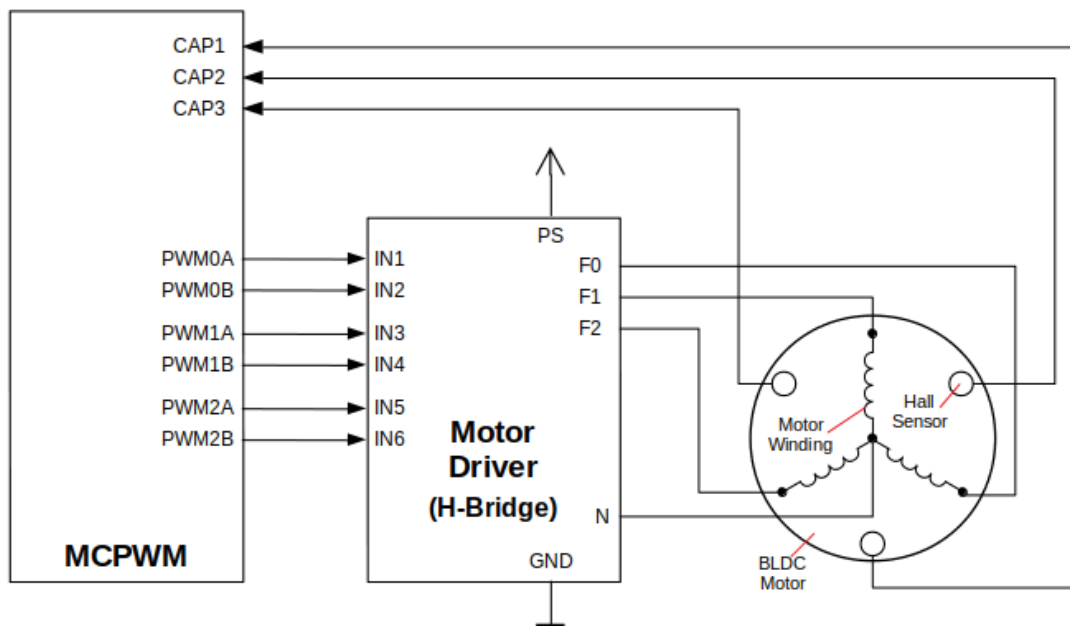 CAP1
CAP2
CAP3
PS
PWM0A
IN1
F0
PWM0B
IN2
F1
PWM1A
IN3
F2
PWM1B
IN4
PWM2A
IN5
PWM2B
IN6
Motor
Driver
(H-Bridge)
N
GND
MCPWM
Hall
Sensor
Motor
Winding
BLDC
Motor